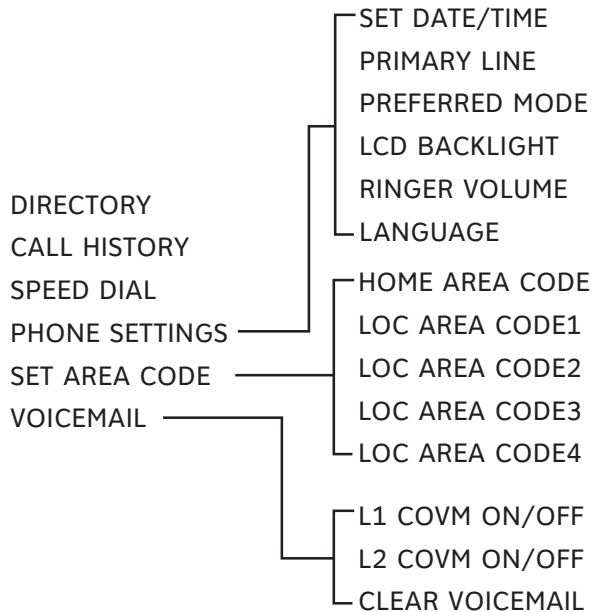 DIRECTORY
CALL HISTORY
SPEED DIAL
PHONE SETTINGS
SET AREA CODE
VOICEMAIL
SET DATE/TIME
PRIMARY LINE
PREFERRED MODE
LCD BACKLIGHT
RINGER VOLUME
LANGUAGE
HOME AREA CODE
LOC AREA CODE1
LOC AREA CODE2
LOC AREA CODE3
LOC AREA CODE4
L1 COVM ON/OFF
L2 COVM ON/OFF
CLEAR VOICEMAIL